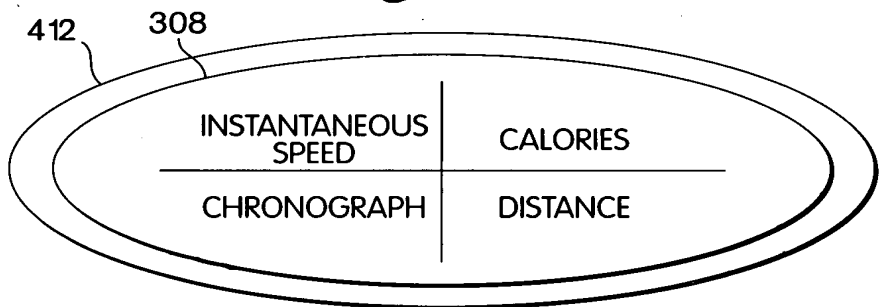 412
308
INSTANTANEOUS
SPEED
CALORIES
CHRONOGRAPH
DISTANCE